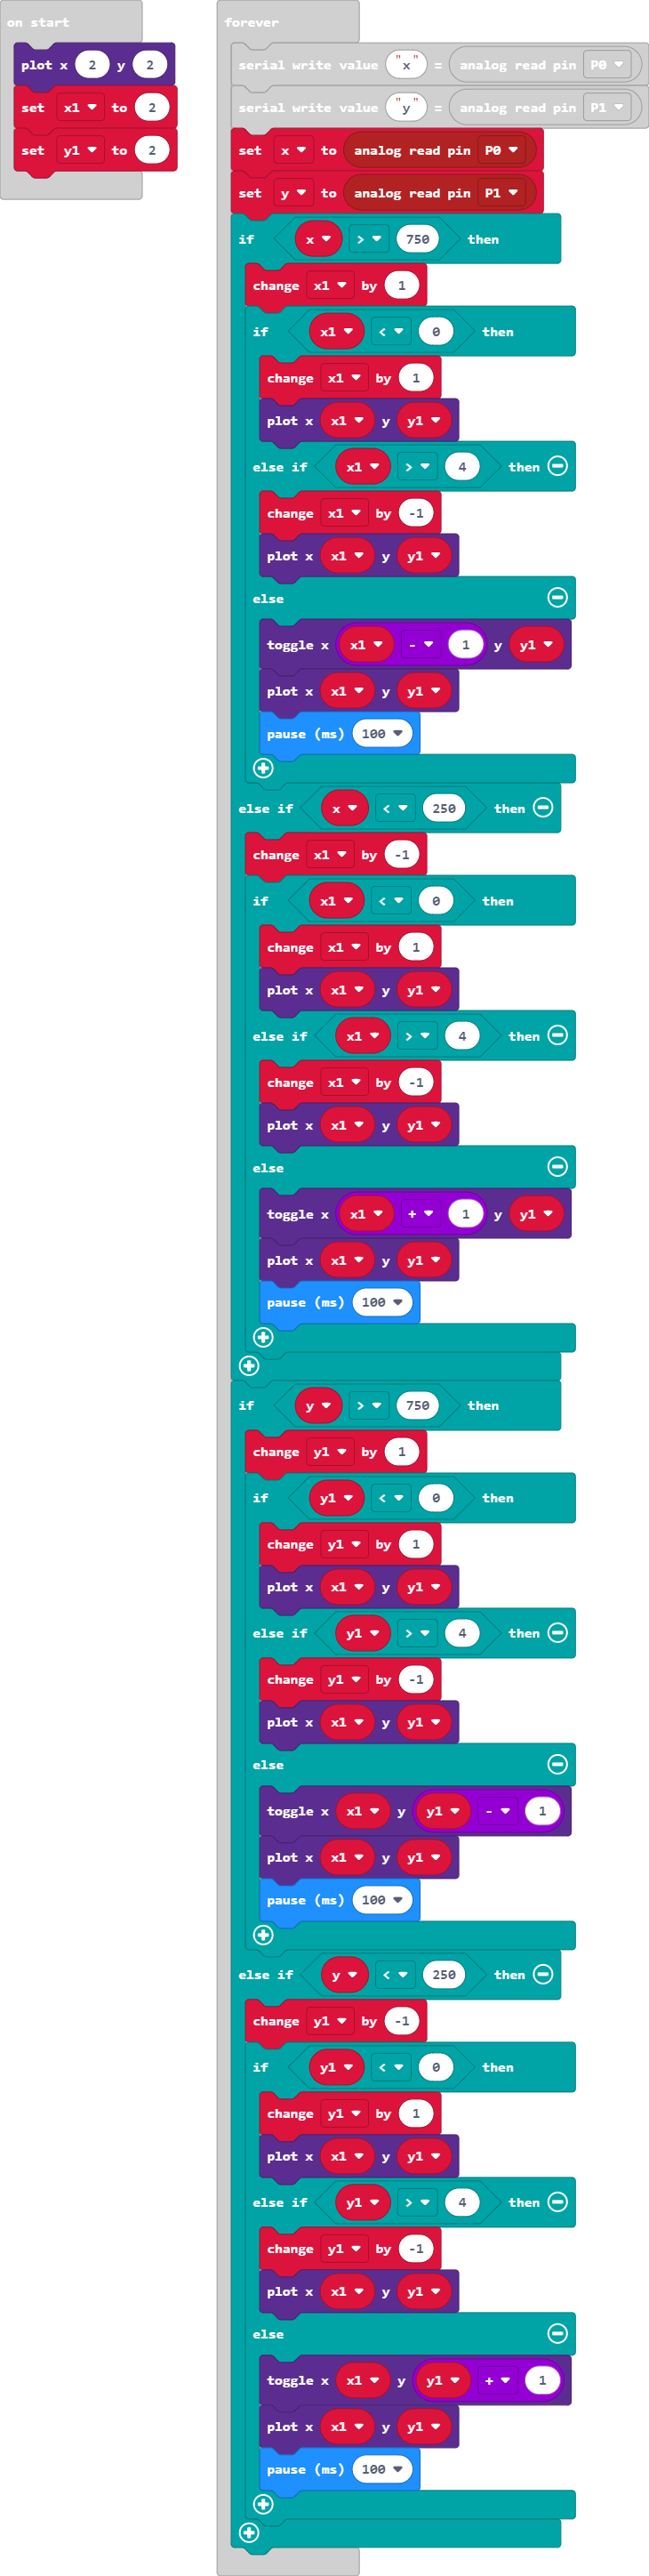 on start
plot x 2 y 2
set x1 to 2
set y1 to 2
forever
serial write value "x" = analog read pin P0
serial write value "y" = analog read pin P1
set x to analog read pin P0
set y to analog read pin P1
if x > 750 then
change x1 by 1
if x1 < 0 then
change x1 by 1
plot x x1 y y1
else if x1 > 4 then
change x1 by -1
plot x x1 y y1
else
toggle x x1 - 1 y y1
plot x x1 y y1
pause (ms) 100
else if x < 250 then
change x1 by -1
if x1 < 0 then
change x1 by 1
plot x x1 y y1
else if x1 > 4 then
change x1 by -1
plot x x1 y y1
else
toggle x x1 + 1 y y1
plot x x1 y y1
pause (ms) 100
if y > 750 then
change y1 by 1
if y1 < 0 then
change y1 by 1
plot x x1 y y1
else if y1 > 4 then
change y1 by -1
plot x x1 y y1
else
toggle x x1 y y1 - 1
plot x x1 y y1
pause (ms) 100
else if y < 250 then
change y1 by -1
if y1 < 0 then
change y1 by 1
plot x x1 y y1
else if y1 > 4 then
change y1 by -1
plot x x1 y y1
else
toggle x x1 y y1 + 1
plot x x1 y y1
pause (ms) 100